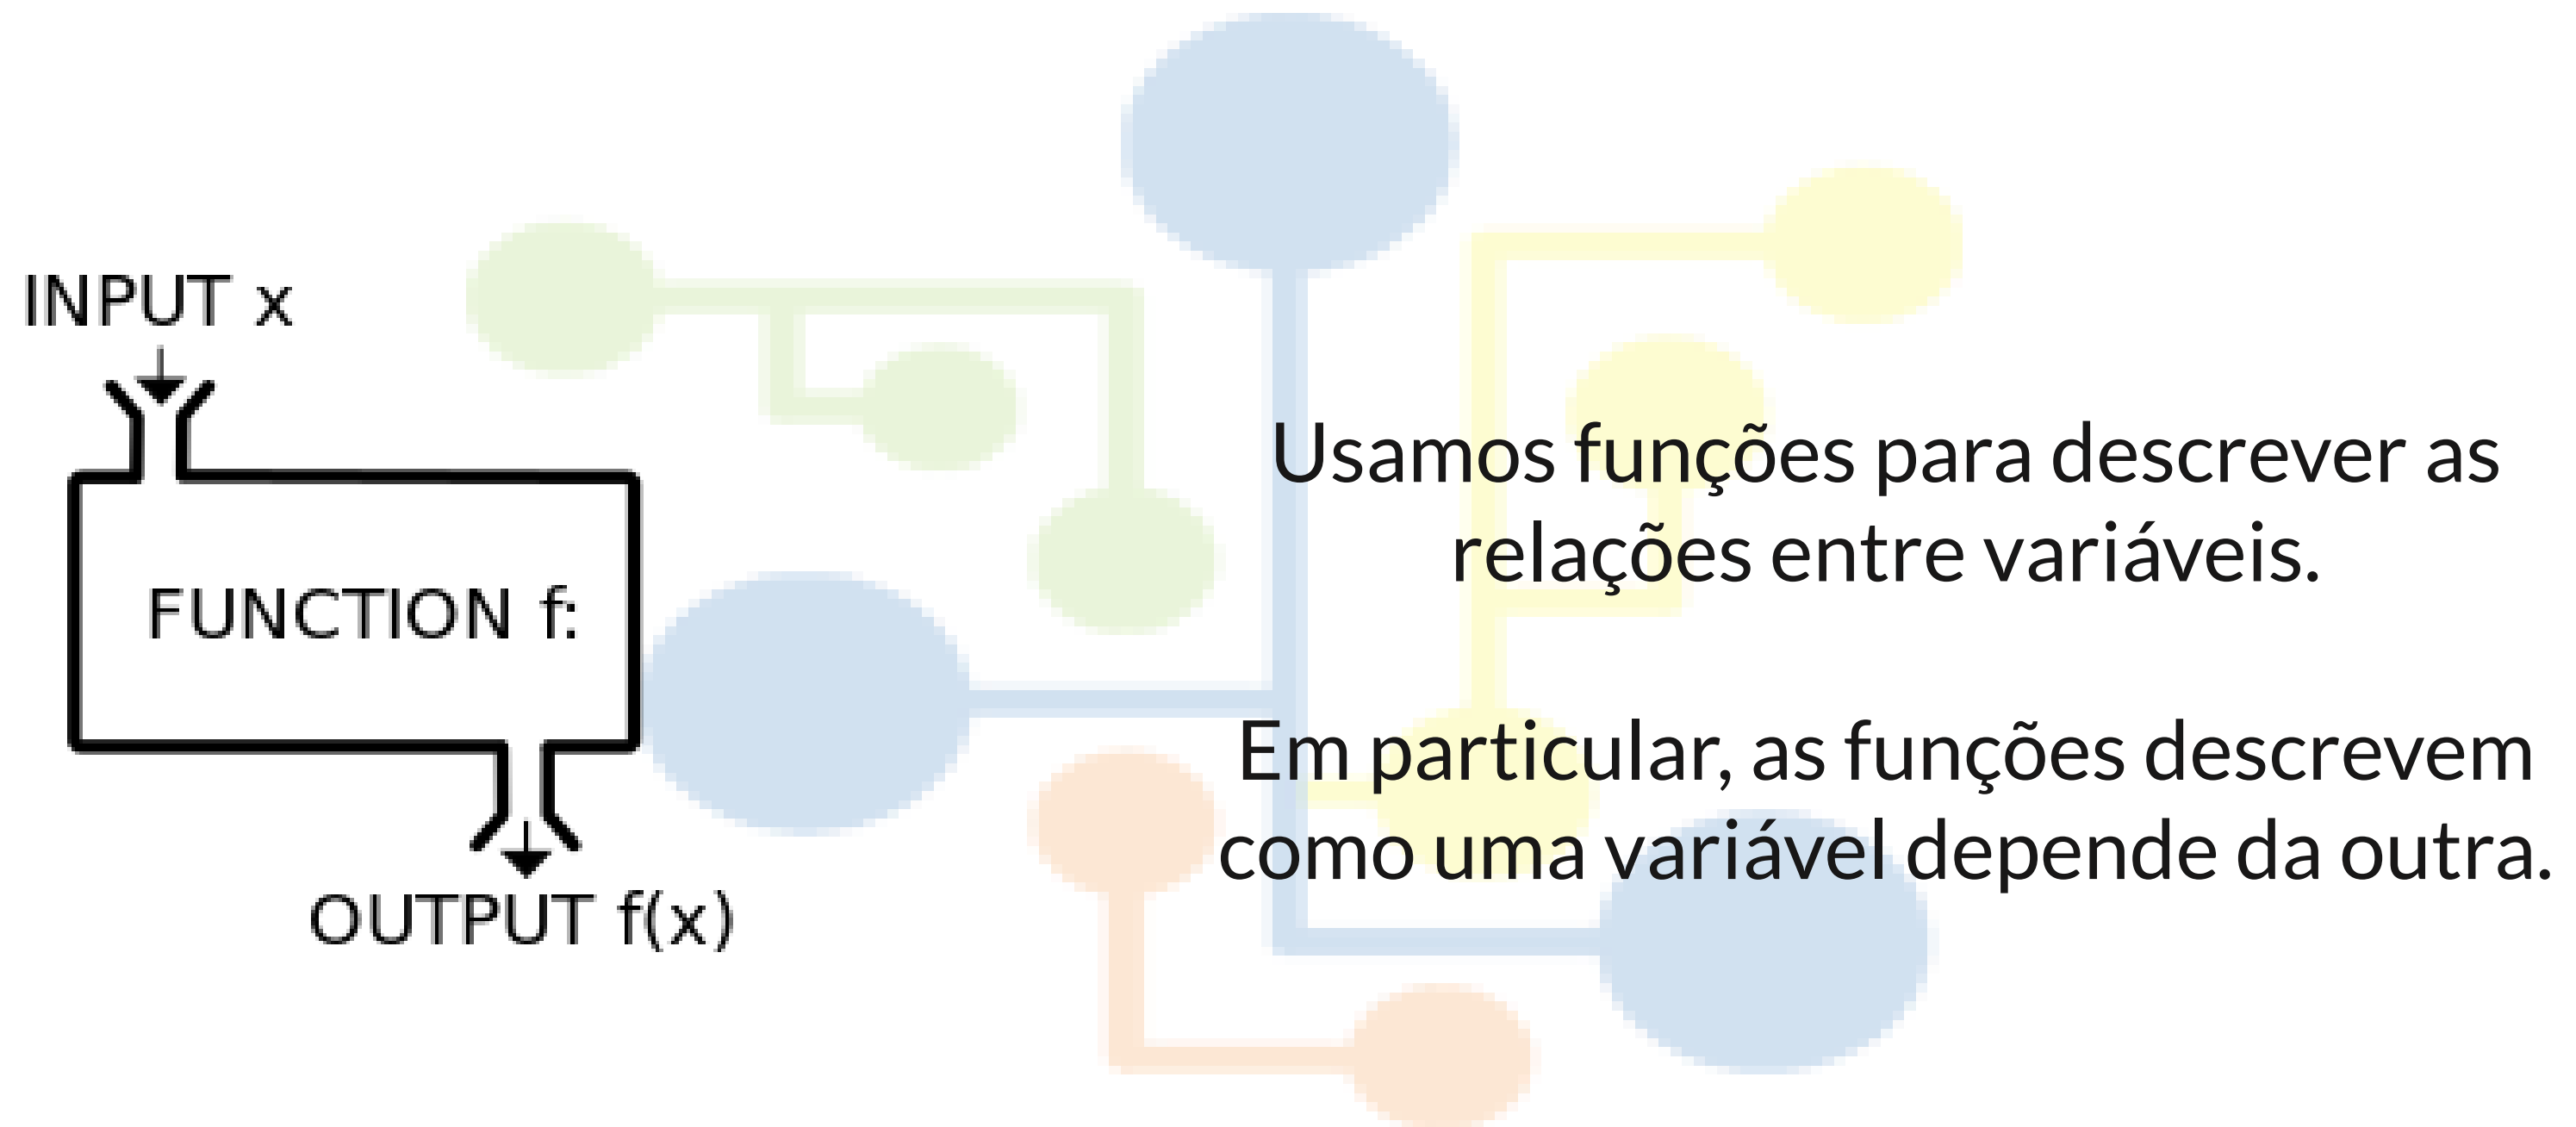 INPUT x
FUNCTION f:
OUTPUT f(x)
Usamos funções para descrever as
relações entre variáveis.
Em particular, as funções descrevem
como uma variável depende da outra.